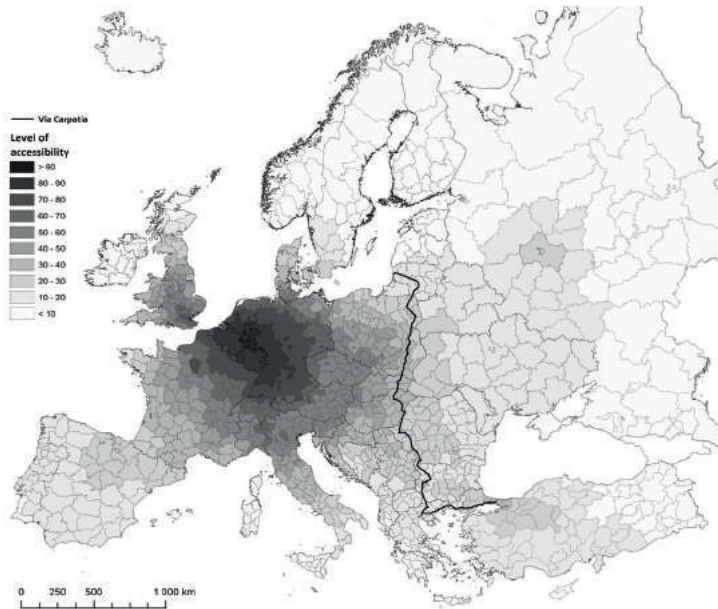 Via Carpatia
Level of
accessibility
> 90
80 - 90
70 - 80
60 - 70
50 - 60
40 - 50
30 - 40
20 - 30
10 - 20
< 10
0 250 500 1 000 km